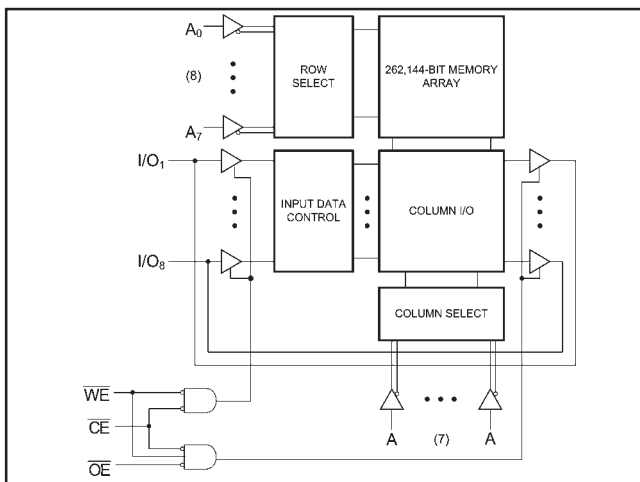 A0
(8)
A7
ROW
SELECT
262,144-BIT MEMORY
ARRAY
I/O1
I/O8
INPUT DATA
CONTROL
COLUMN I/O
COLUMN SELECT
WE
CE
OE
A
(7)
A